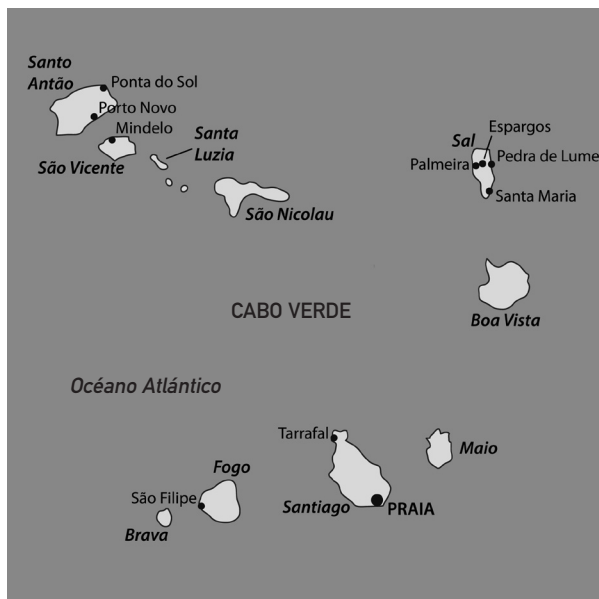 Santo
Antão
Ponta do Sol
Porto Novo
Mindelo
São Vicente
Santa
Luzia
São Nicolau
Sal
Espargos
Palmeira
Pedra de Lume
Santa Maria
Boa Vista
CABO VERDE
Océano Atlántico
Tarrafal
Maio
Fogo
São Filipe
Santiago
PRAIA
Brava